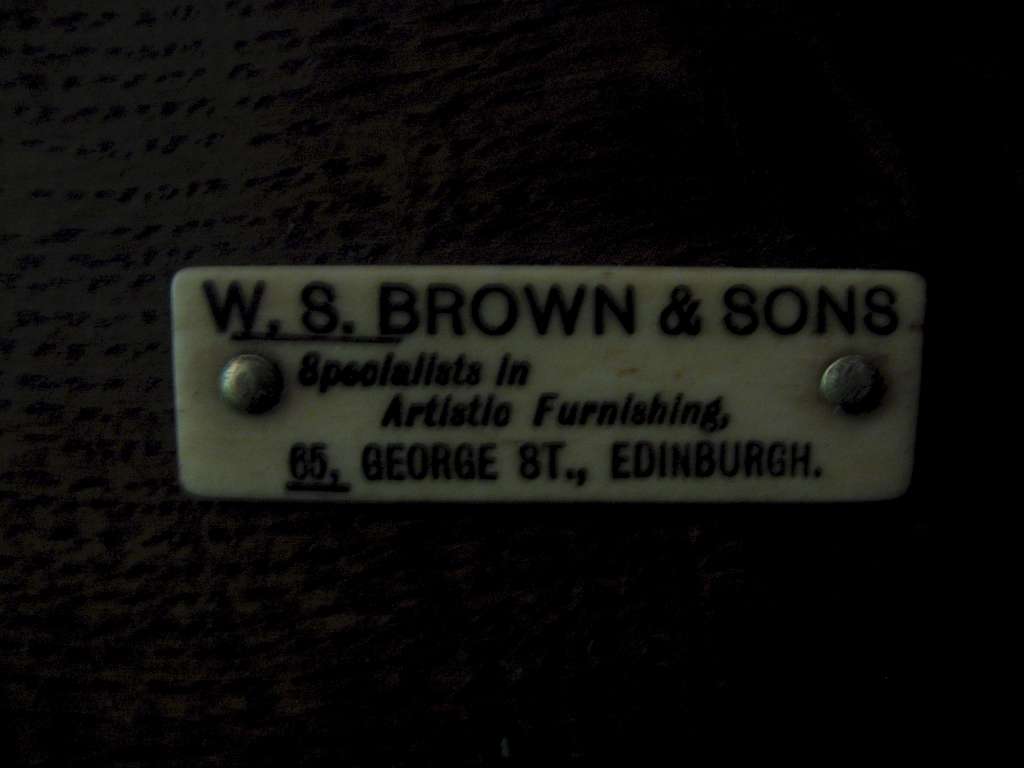 W. S. BROWN & SONS
Specialists in
Artistic Furnishing,
65, GEORGE ST., EDINBURGH.